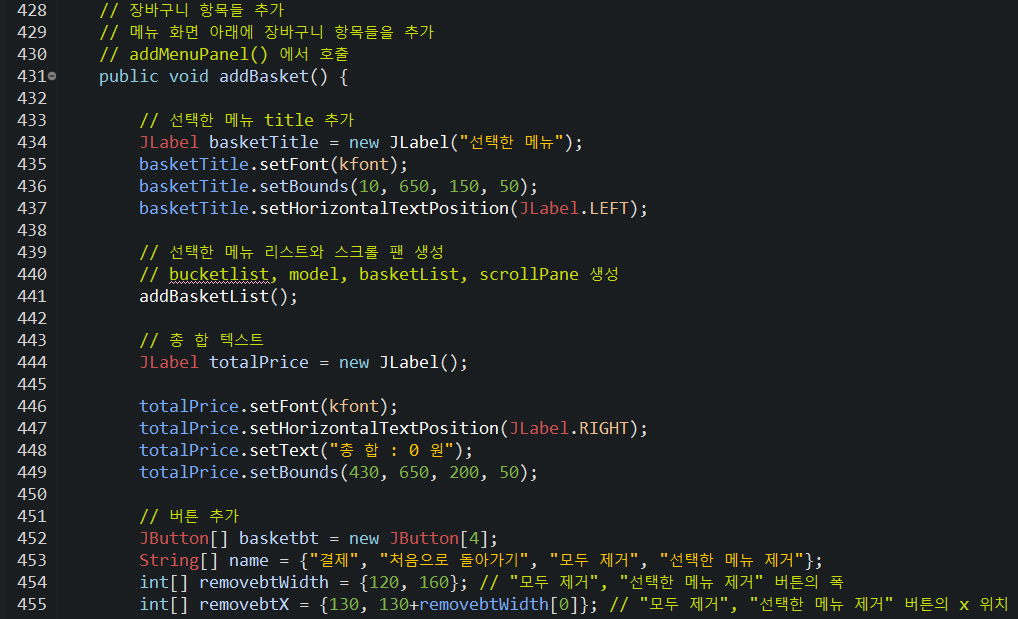 428 // 장바구니 항목들 추가
429 // 메뉴 화면 아래에 장바구니 항목들을 추가
430 // addMenuPanel() 에서 호출
431 public void addBasket() {
432
433 // 선택한 메뉴 title 추가
434 JLabel basketTitle = new JLabel("선택한 메뉴");
435 basketTitle.setFont(kfont);
436 basketTitle.setBounds(10, 650, 150, 50);
437 basketTitle.setHorizontalTextPosition(JLabel.LEFT);
438
439 // 선택한 메뉴 리스트와 스크롤 팬 생성
440 // bucketlist, model, basketList, scrollPane 생성
441 addBasketList();
442
443 // 총 합 텍스트
444 JLabel totalPrice = new JLabel();
445
446 totalPrice.setFont(kfont);
447 totalPrice.setHorizontalTextPosition(JLabel.RIGHT);
448 totalPrice.setText("총 합 : 0 원");
449 totalPrice.setBounds(430, 650, 200, 50);
450
451 // 버튼 추가
452 JButton[] basketbt = new JButton[4];
453 String[] name = {"결제", "처음으로 돌아가기", "모두 제거", "선택한 메뉴 제거"};
454 int[] removebtWidth = {120, 160}; // "모두 제거", "선택한 메뉴 제거" 버튼의 폭
455 int[] removebtX = {130, 130+removebtWidth[0]}; // "모두 제거", "선택한 메뉴 제거" 버튼의 x 위치